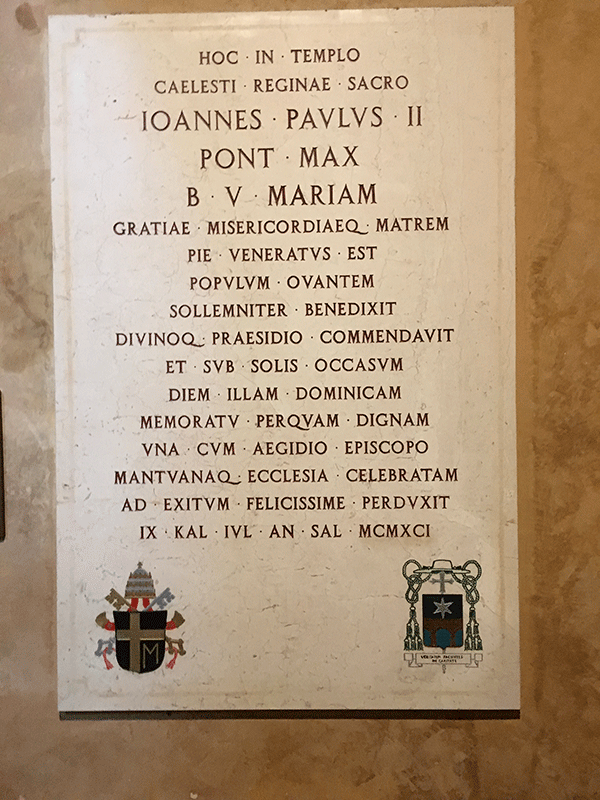 HOC · IN · TEMPLO
CAELESTI · REGINAE · SACRO
IOANNES · PAVLVS · II
PONT · MAX
B · V · MARIAM
GRATIAE · MISERICORDIAEQ · MATREM
PIE · VENERATVS · EST
POPVLVM · OVANTEM
SOLLEMNITER · BENEDIXIT
DIVINOQ · PRAESIDIO · COMMENDAVIT
ET · SVB · SOLIS · OCCASVM
DIEM · ILLAM · DOMINICAM
MEMORATV · PERQVAM · DIGNAM
VNA · CVM · AEGIDIO · EPISCOPO
MANTVANAQ · ECCLESIA · CELEBRATAM
AD · EXITVM · FELICISSIME · PERDVXIT
IX · KAL · IVL · AN · SAL · MCMXCI
M
IN CARITATE